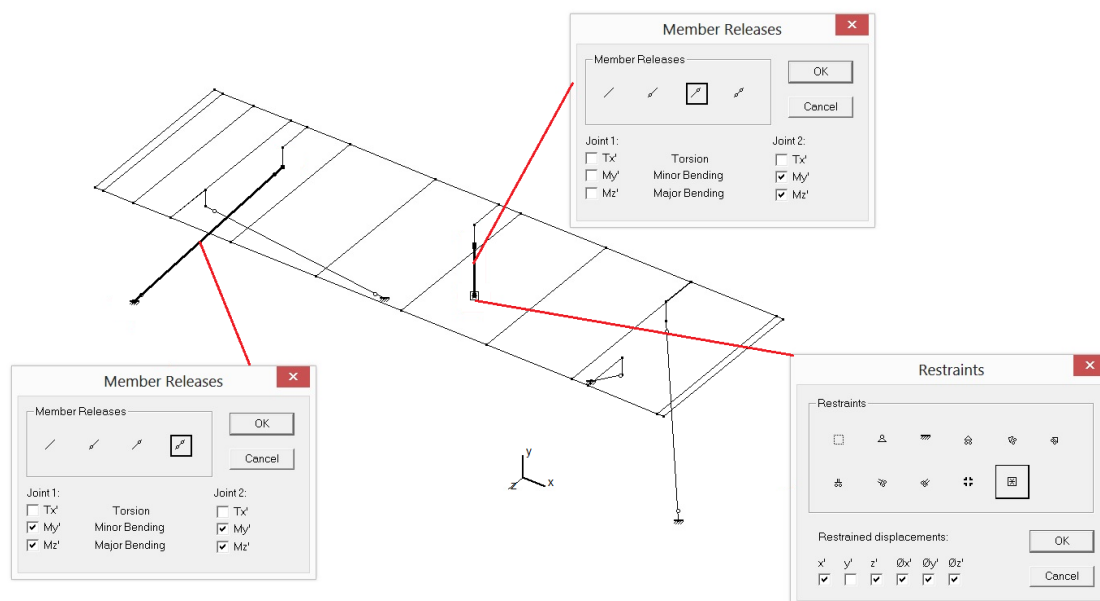 Member Releases
Member Releases
OK
Cancel
Joint 1:
Joint 2:
Tx' Torsion Tx'
My' Minor Bending My'
Mz' Major Bending Mz'
Member Releases
Member Releases
OK
Cancel
Joint 1:
Joint 2:
Tx' Torsion Tx'
My' Minor Bending My'
Mz' Major Bending Mz'
y
x
z
Restraints
Restraints
Restrained displacements:
x' y' z' Øx' Øy' Øz'
OK
Cancel